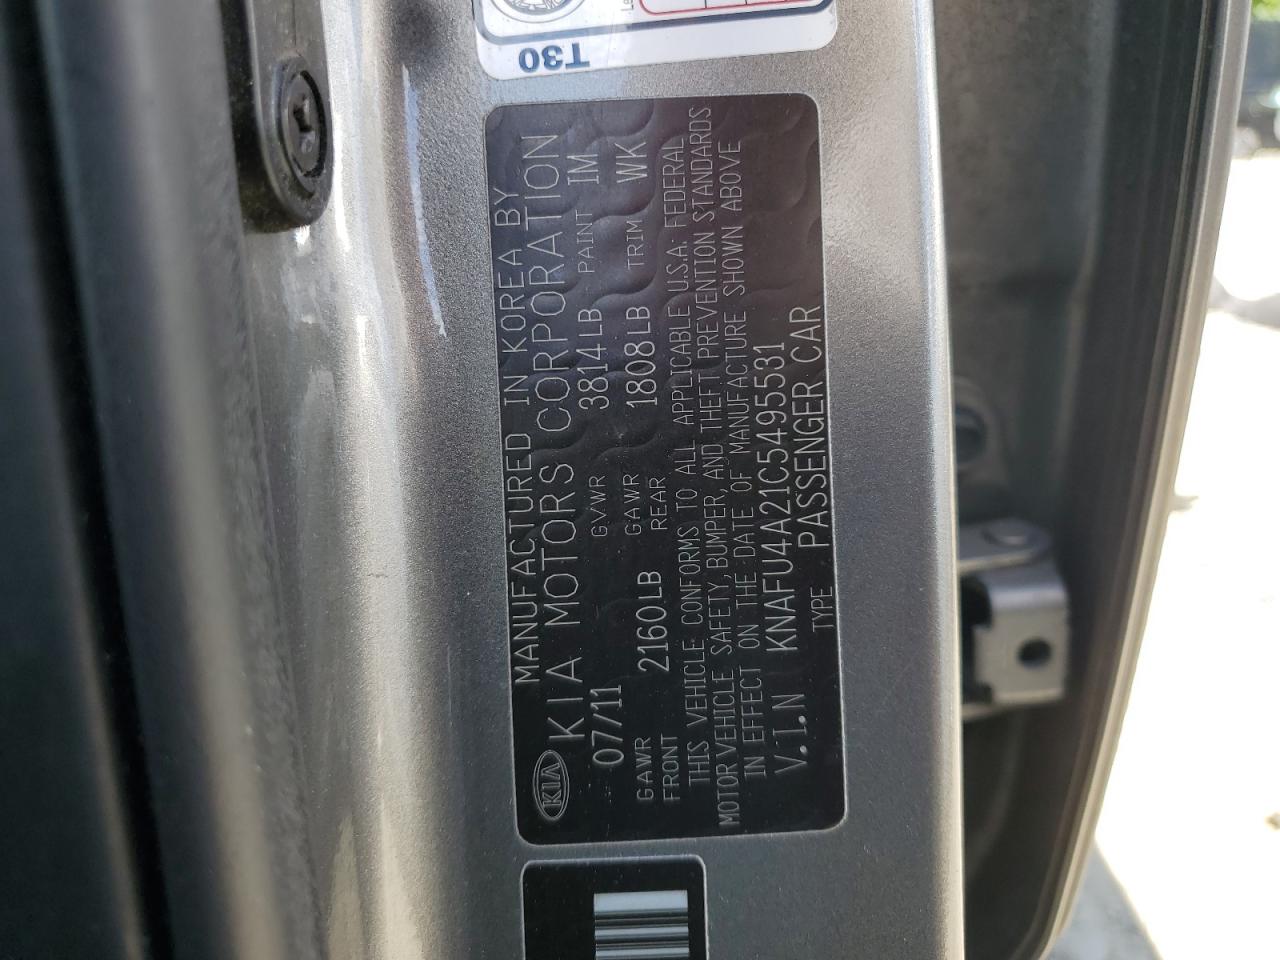 T30
MANUFACTURED IN KOREA BY
KIA KIA MOTORS CORPORATION
07/11 GVWR 3814LB PAINT IM
GAWR FRONT 2160LB GAWR REAR 1808LB TRIM WK
THIS VEHICLE CONFORMS TO ALL APPLICABLE U.S.A. FEDERAL
MOTOR VEHICLE SAFETY, BUMPER, AND THEFT PREVENTION STANDARDS
IN EFFECT ON THE DATE OF MANUFACTURE SHOWN ABOVE
V.I.N KNAFU4A21C5495531
TYPE PASSENGER CAR